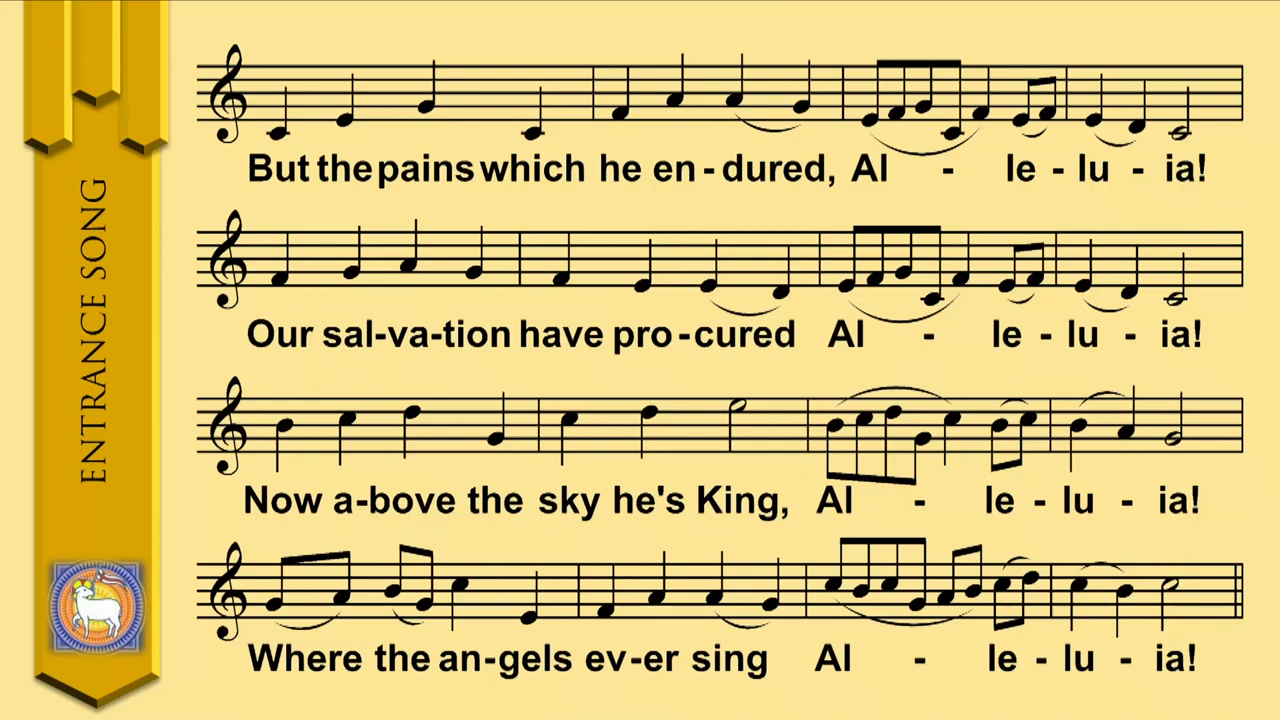 ENTRANCE SONG
But the pains which he en - dured, Al - le - lu - ia!
Our sal-va-tion have pro - cured Al - le - lu - ia!
Now a-bove the sky he's King, Al - le - lu - ia!
Where the an-gels ev-er sing Al - le - lu - ia!